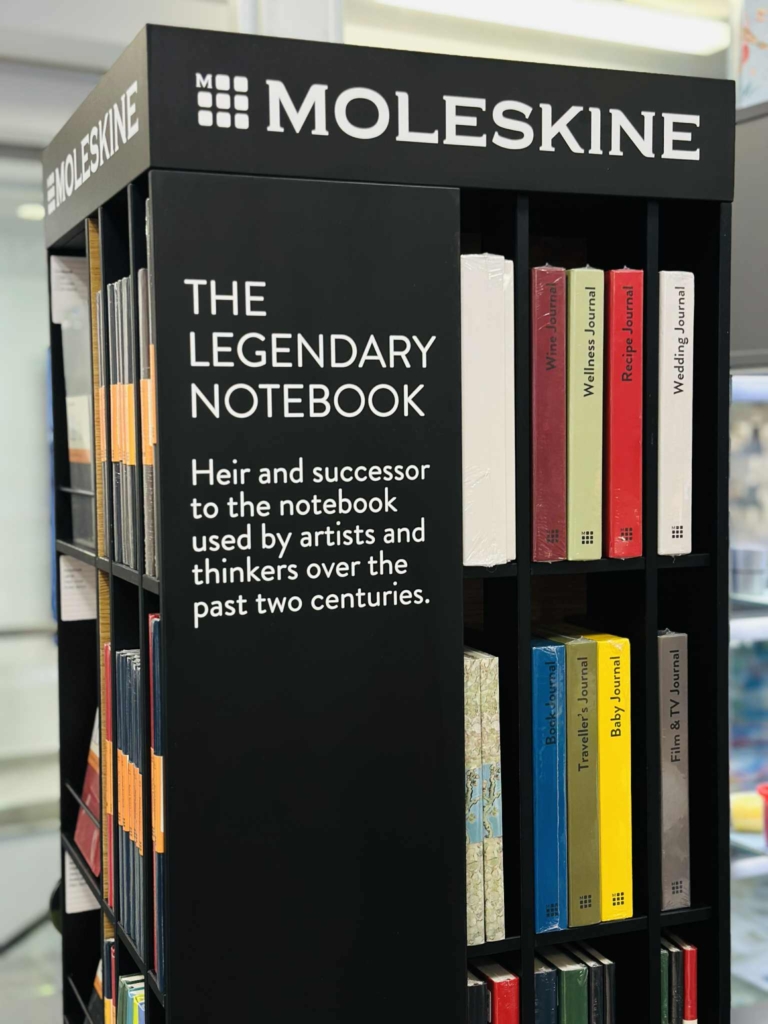 MOLESKINE
M MOLESKINE
THE
LEGENDARY
NOTEBOOK
Heir and successor
to the notebook
used by artists and
thinkers over the
past two centuries.
Wine Journal
Wellness Journal
Recipe Journal
Wedding Journal
Book Journal
Traveller's Journal
Baby Journal
Film & TV Journal